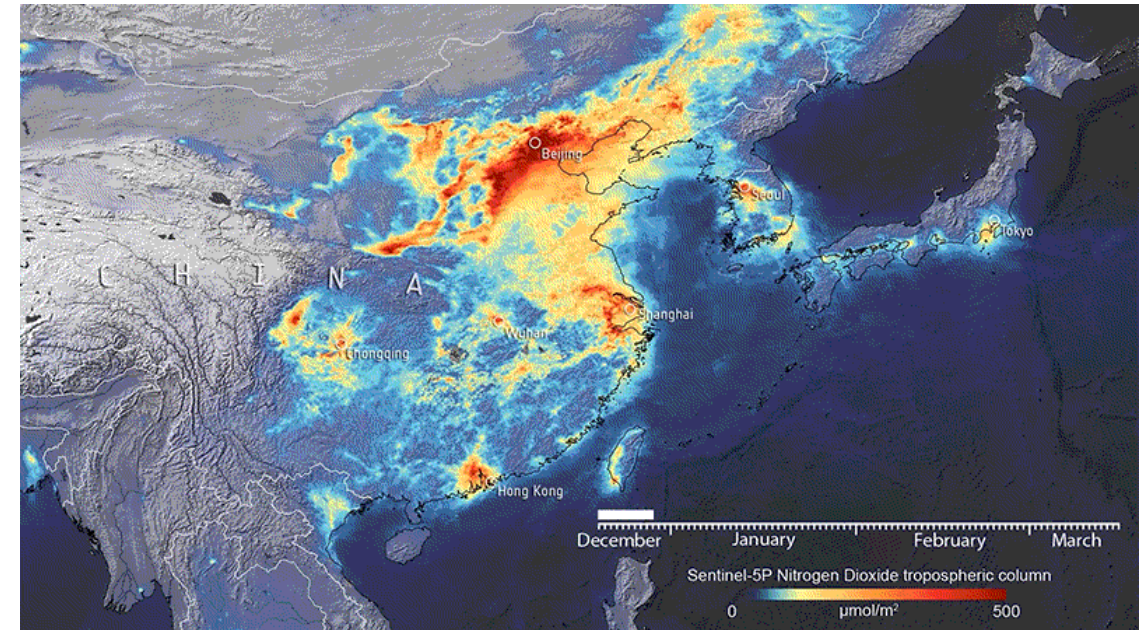 esa
Beijing
Seoul
Tokyo
CHINA
Shanghai
Wuhan
Chongqing
Hong Kong
December January February March
Sentinel-5P Nitrogen Dioxide tropospheric column
0 µmol/m² 500